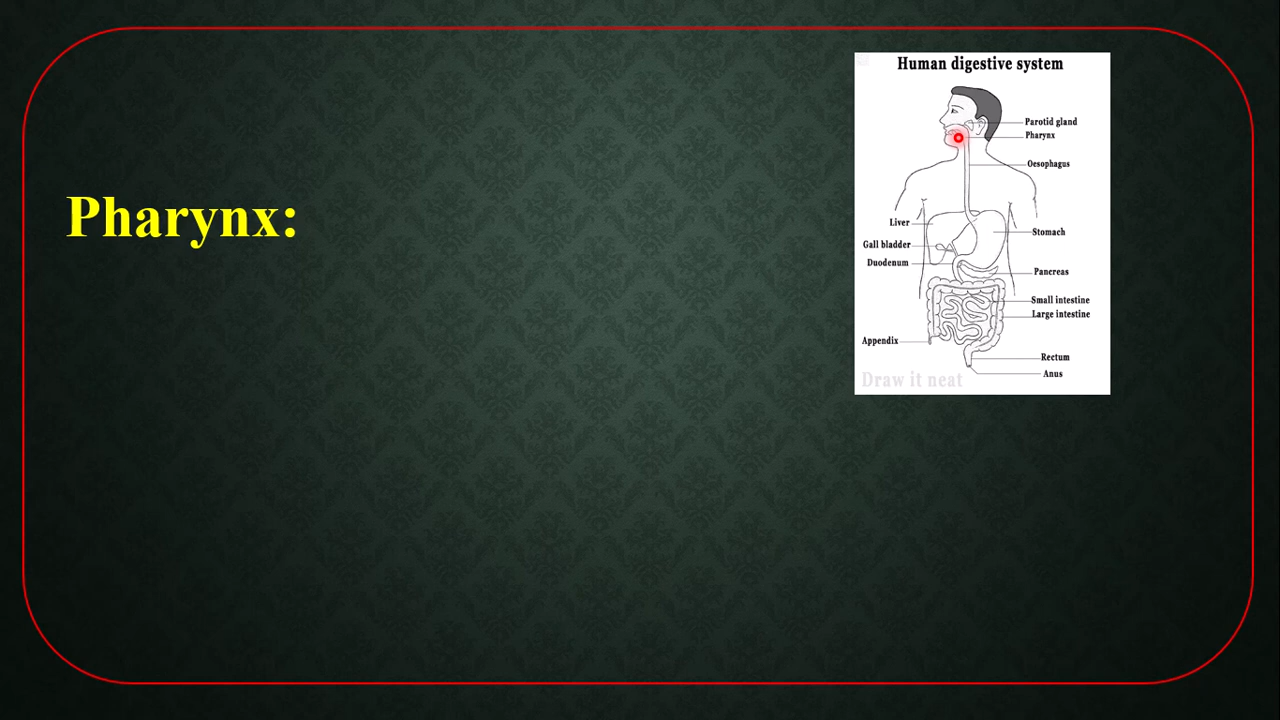 Human digestive system
Parotid gland
Pharynx
Oesophagus
Pharynx:
Liver
Stomach
Gall bladder
Duodenum
Pancreas
Small intestine
Large intestine
Appendix
Rectum
Anus
Draw it neat